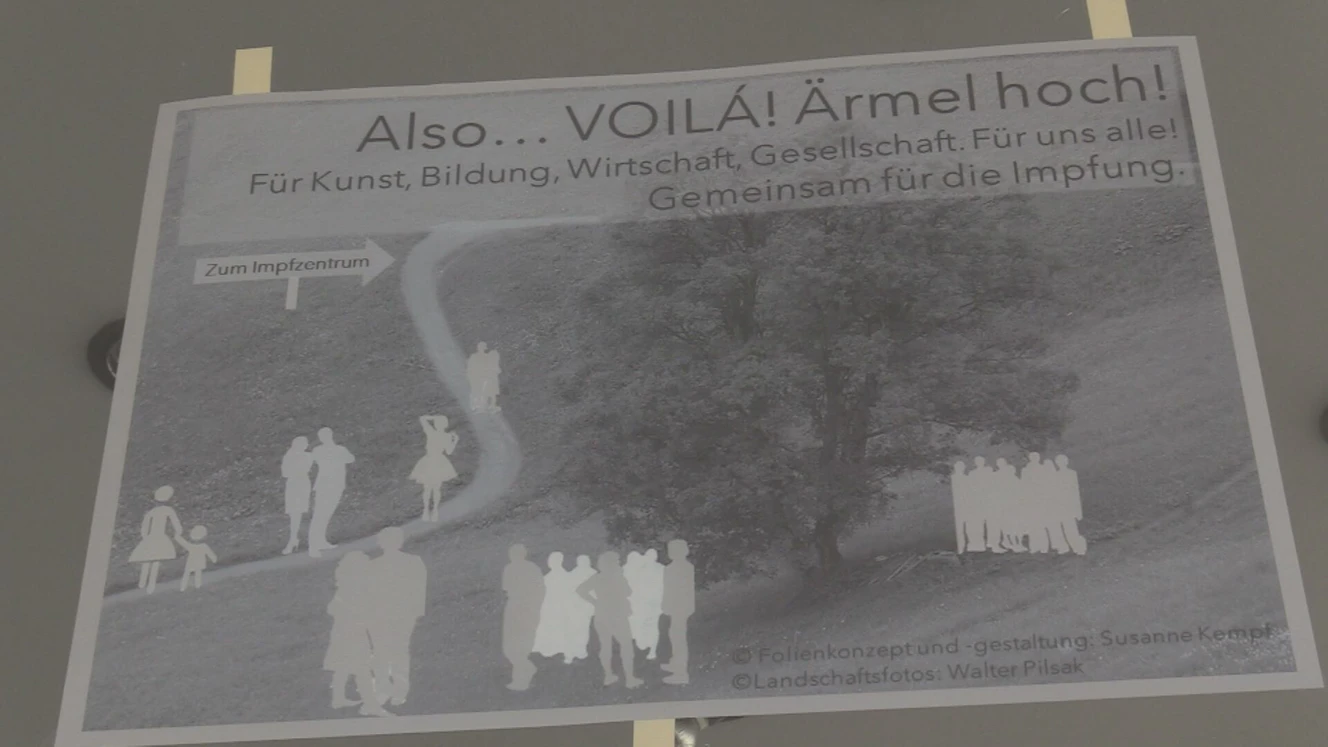 Also... VOILÁ! Ärmel hoch!
Für Kunst, Bildung, Wirtschaft, Gesellschaft. Für uns alle!
Gemeinsam für die Impfung.
Zum Impfzentrum
© Folienkonzept und -gestaltung: Susanne Kempf
©Landschaftsfotos: Walter Pilsak